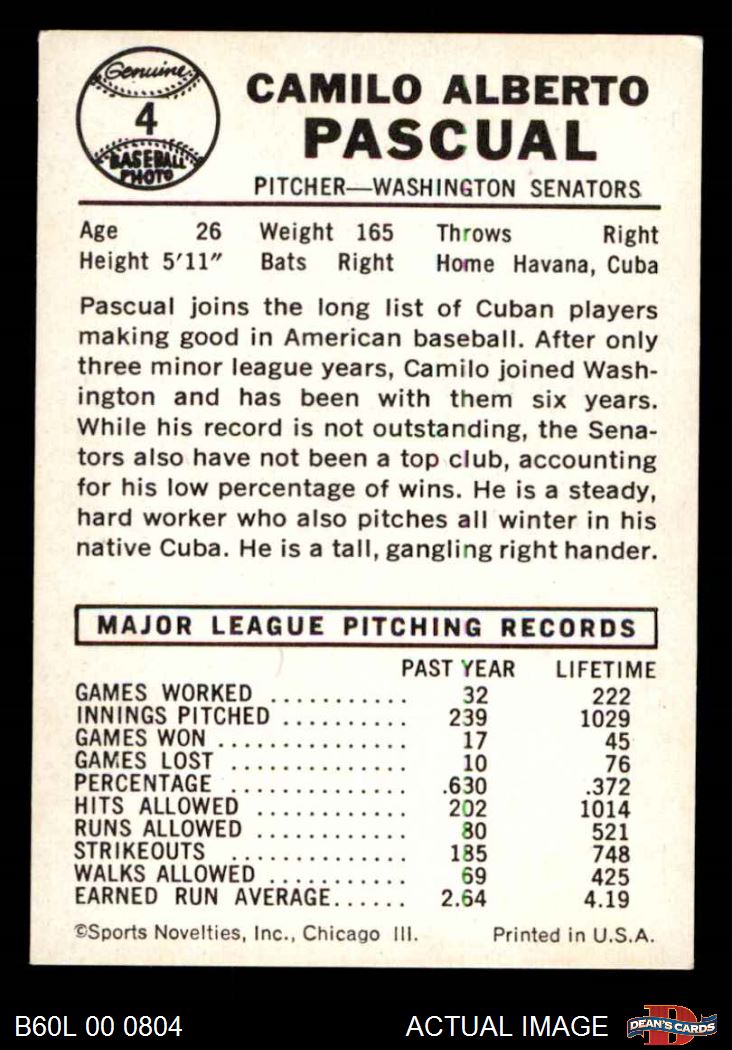 Genuine
4
BASEBALL
PHOTO
CAMILO ALBERTO
PASCUAL
PITCHER—WASHINGTON SENATORS
Age 26 Weight 165 Throws Right
Height 5'11" Bats Right Home Havana, Cuba
Pascual joins the long list of Cuban players
making good in American baseball. After only
three minor league years, Camilo joined Wash-
ington and has been with them six years.
While his record is not outstanding, the Sena-
tors also have not been a top club, accounting
for his low percentage of wins. He is a steady,
hard worker who also pitches all winter in his
native Cuba. He is a tall, gangling right hander.
MAJOR LEAGUE PITCHING RECORDS
PAST YEAR LIFETIME
GAMES WORKED ........... 32 222
INNINGS PITCHED .......... 239 1029
GAMES WON ............... 17 45
GAMES LOST .............. 10 76
PERCENTAGE .............. .630 .372
HITS ALLOWED ............ 202 1014
RUNS ALLOWED ............ 80 521
STRIKEOUTS .............. 185 748
WALKS ALLOWED ........... 69 425
EARNED RUN AVERAGE...... 2.64 4.19
©Sports Novelties, Inc., Chicago III. Printed in U.S.A.
B60L 00 0804 ACTUAL IMAGE D DEAN'S CARDS